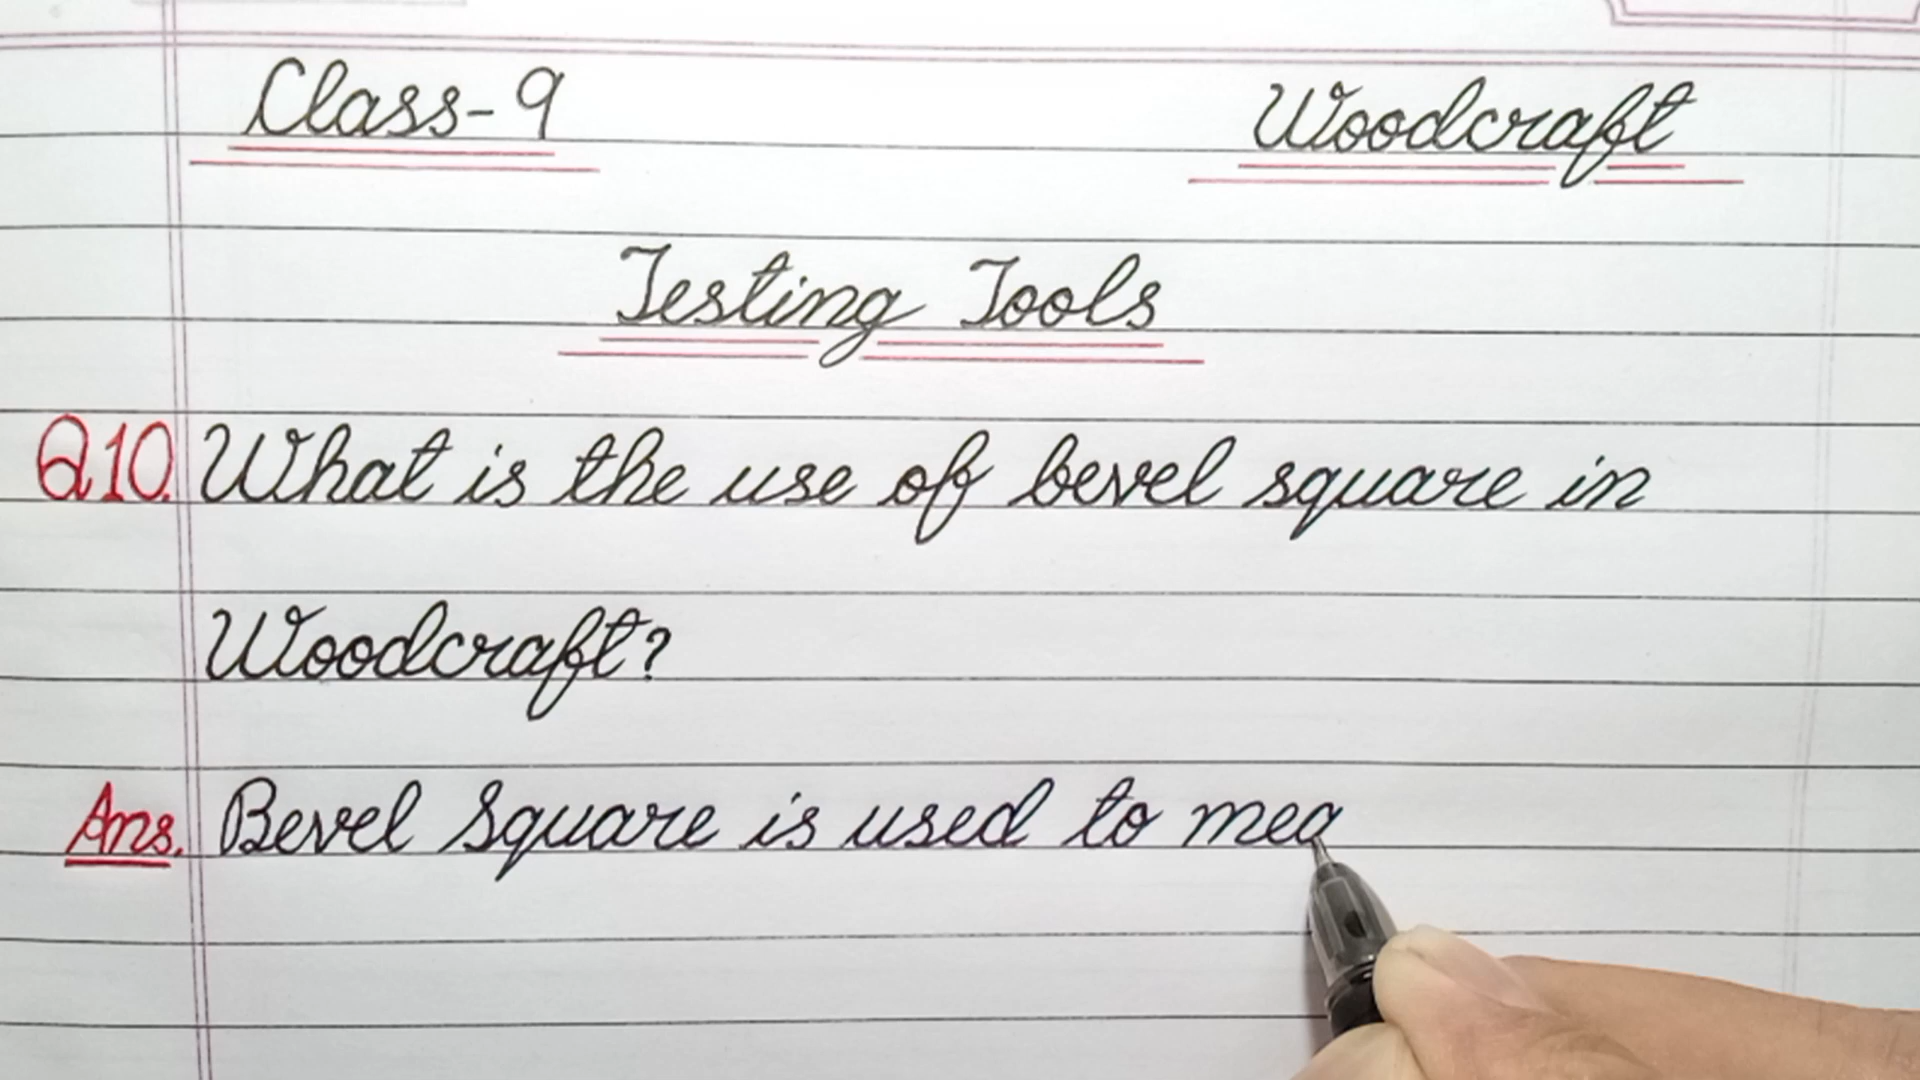 Class-9 Woodcraft
Testing Tools
Q10. What is the use of bevel square in
Woodcraft?
Ans. Bevel Square is used to mea